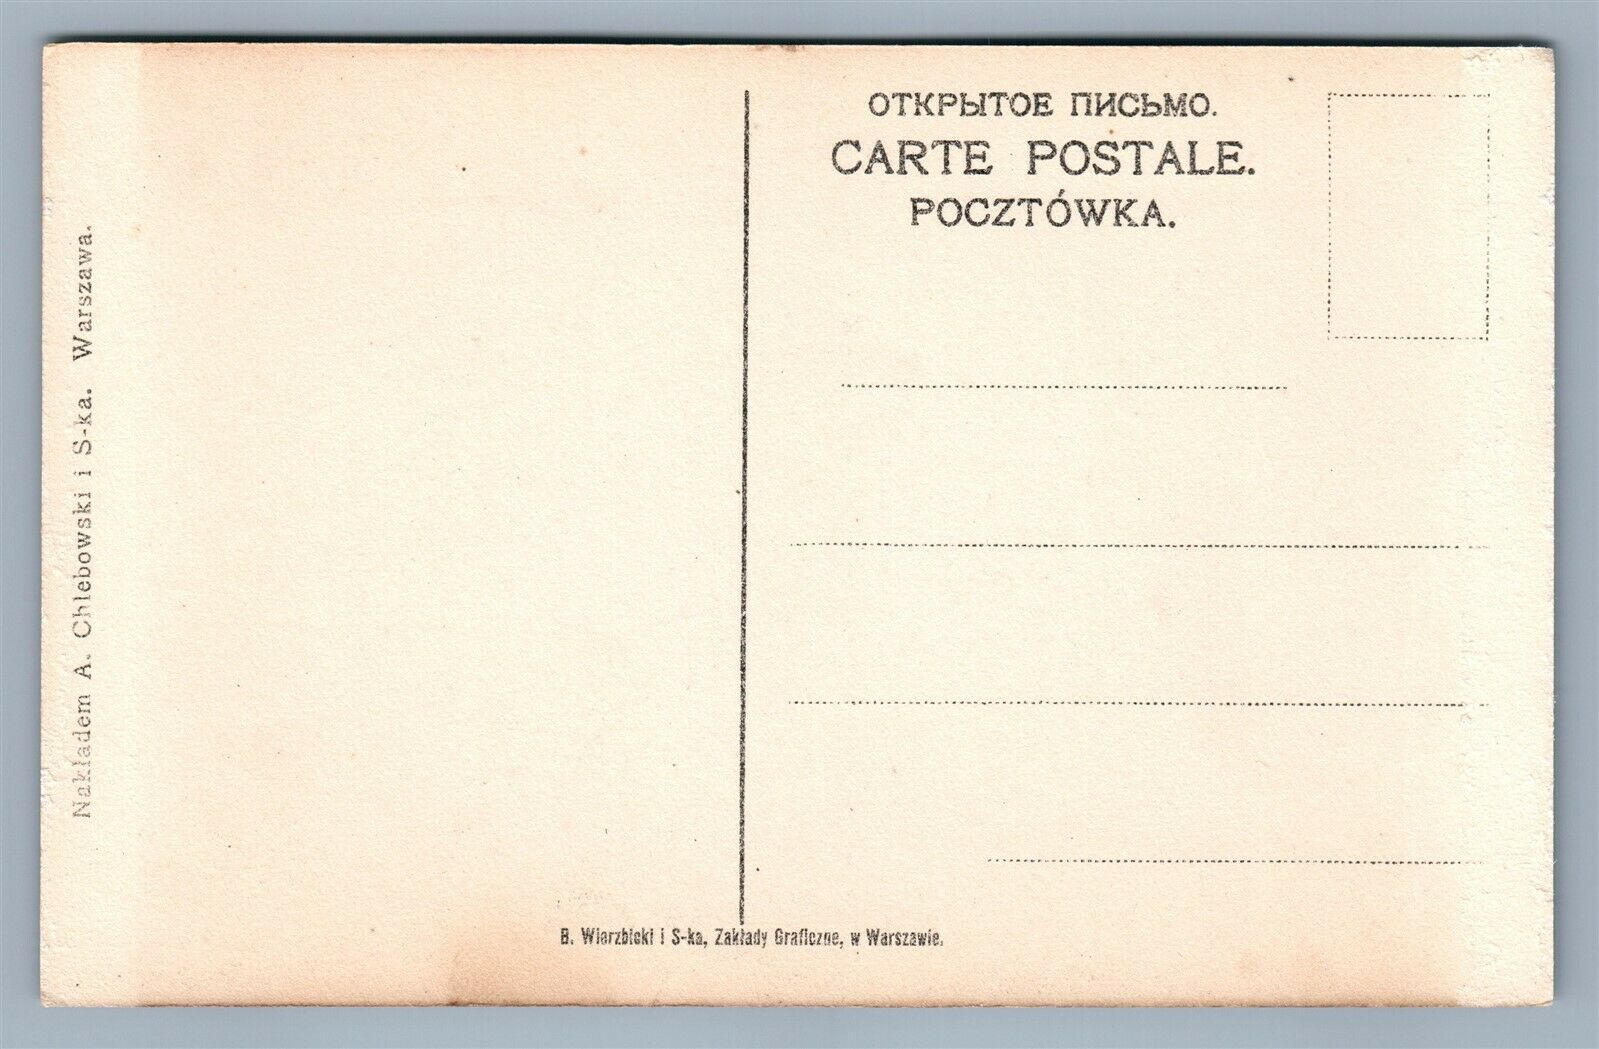 ОТКРЫТОЕ ПИСЬМО.
CARTE POSTALE.
POCZTÓWKA.
Nakładem A. Chlebowski i S-ka. Warszawa.
B. Wierzbicki i S-ka, Zakłady Graficzne, w Warszawie.